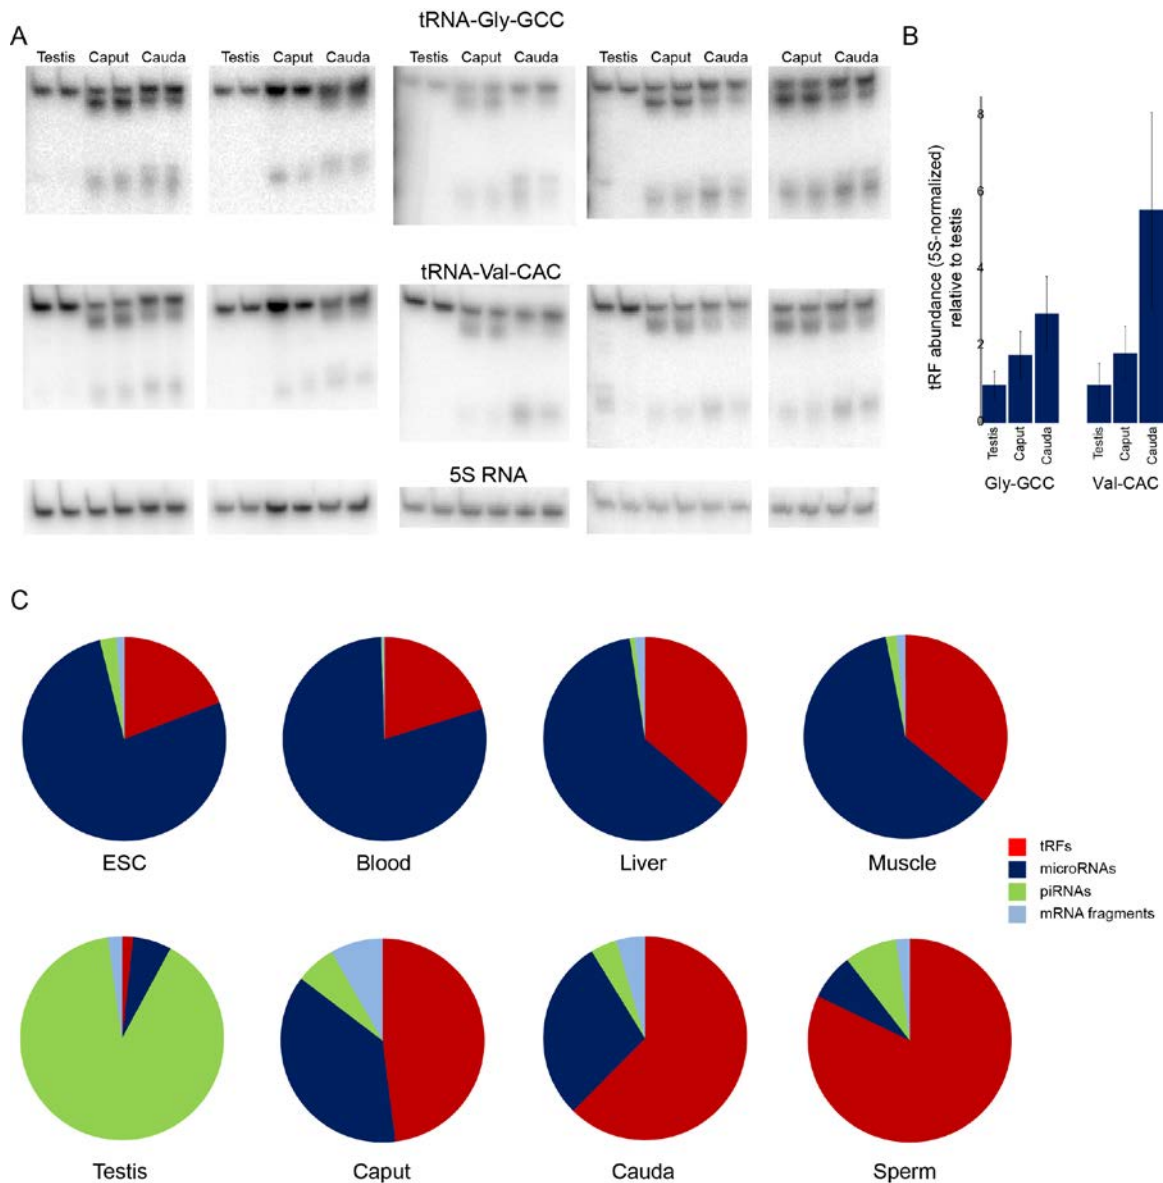 A
tRNA-Gly-GCC
Testis Caput Cauda
Testis Caput Cauda
Testis Caput Cauda
Testis Caput Cauda
Caput Cauda
tRNA-Val-CAC
5S RNA
B
tRF abundance (5S-normalized)
relative to testis
8
6
4
2
0
Testis
Caput
Cauda
Gly-GCC
Testis
Caput
Cauda
Val-CAC
C
ESC
Blood
Liver
Muscle
tRFs
microRNAs
piRNAs
mRNA fragments
Testis
Caput
Cauda
Sperm